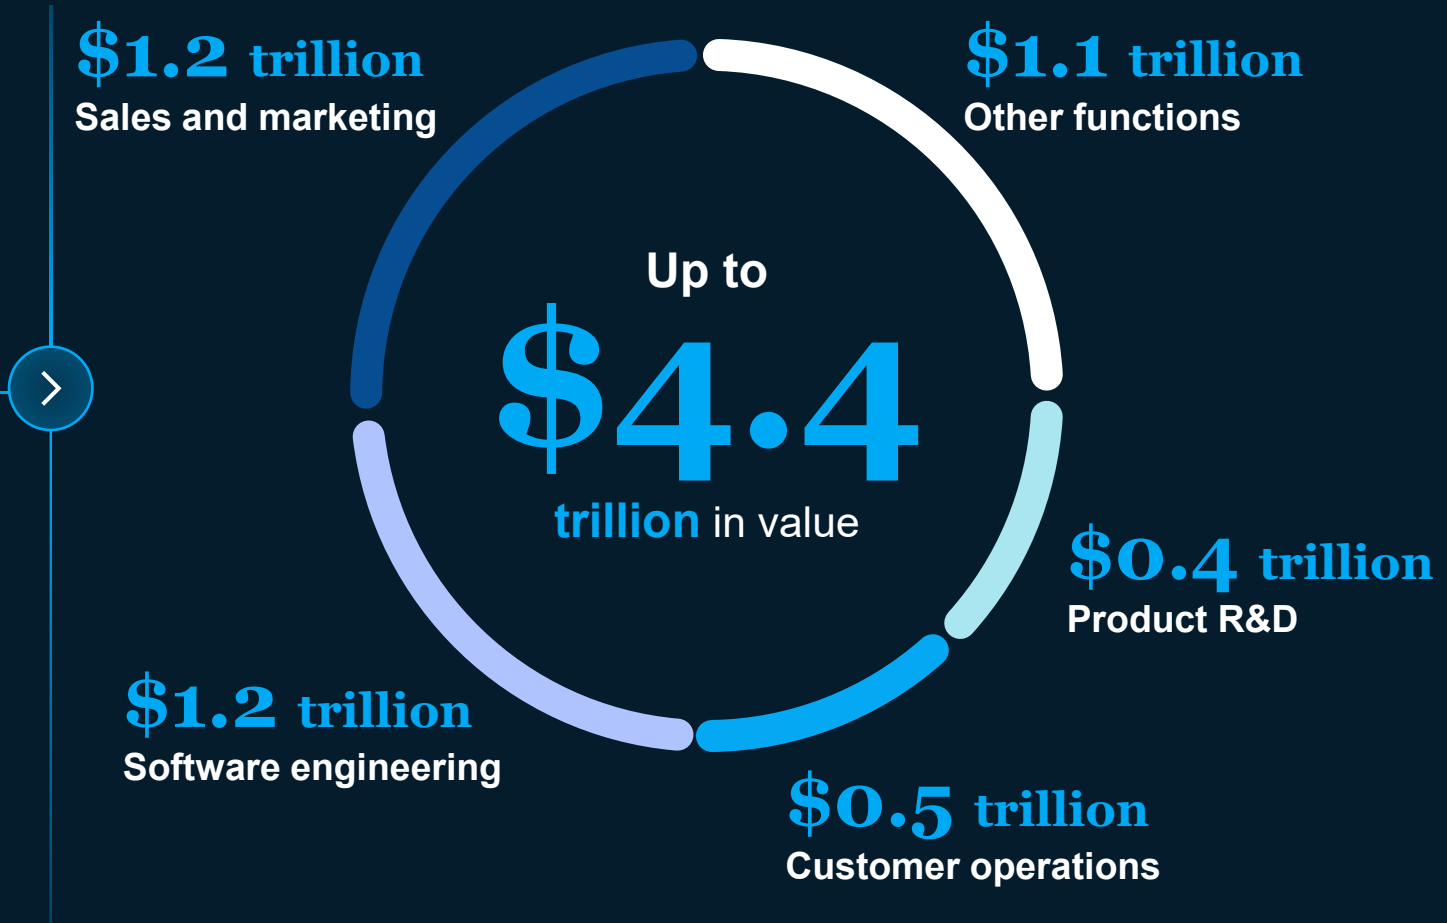 $1.2 trillion
Sales and marketing
$1.1 trillion
Other functions
Up to
$4.4
trillion in value
$0.4 trillion
Product R&D
$1.2 trillion
Software engineering
$0.5 trillion
Customer operations